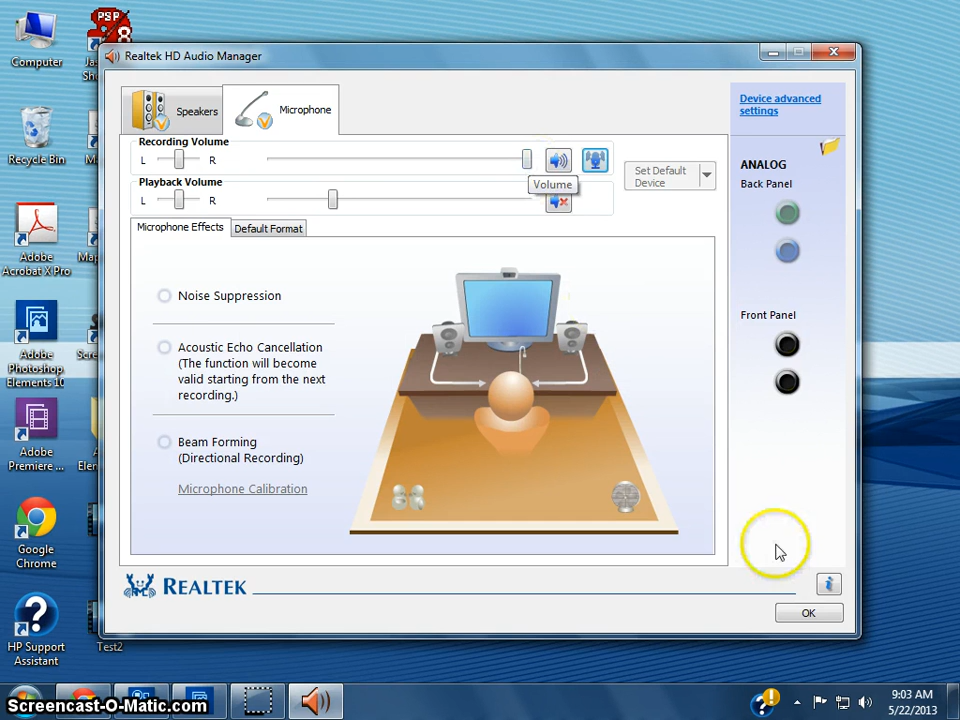 Computer
Recycle Bin
Adobe
Acrobat X Pro
Adobe
Photoshop
Elements 10
Adobe
Premiere ...
Google
Chrome
HP Support
Assistant
PSP
8
Test2
Realtek HD Audio Manager
Speakers
Microphone
Recording Volume
L R
Volume
Playback Volume
L R
Set Default
Device
Microphone Effects
Default Format
Noise Suppression
Acoustic Echo Cancellation
(The function will become
valid starting from the next
recording.)
Beam Forming
(Directional Recording)
Microphone Calibration
Device advanced
settings
ANALOG
Back Panel
Front Panel
REALTEK
OK
Screencast-O-Matic.com
9:03 AM
5/22/2013